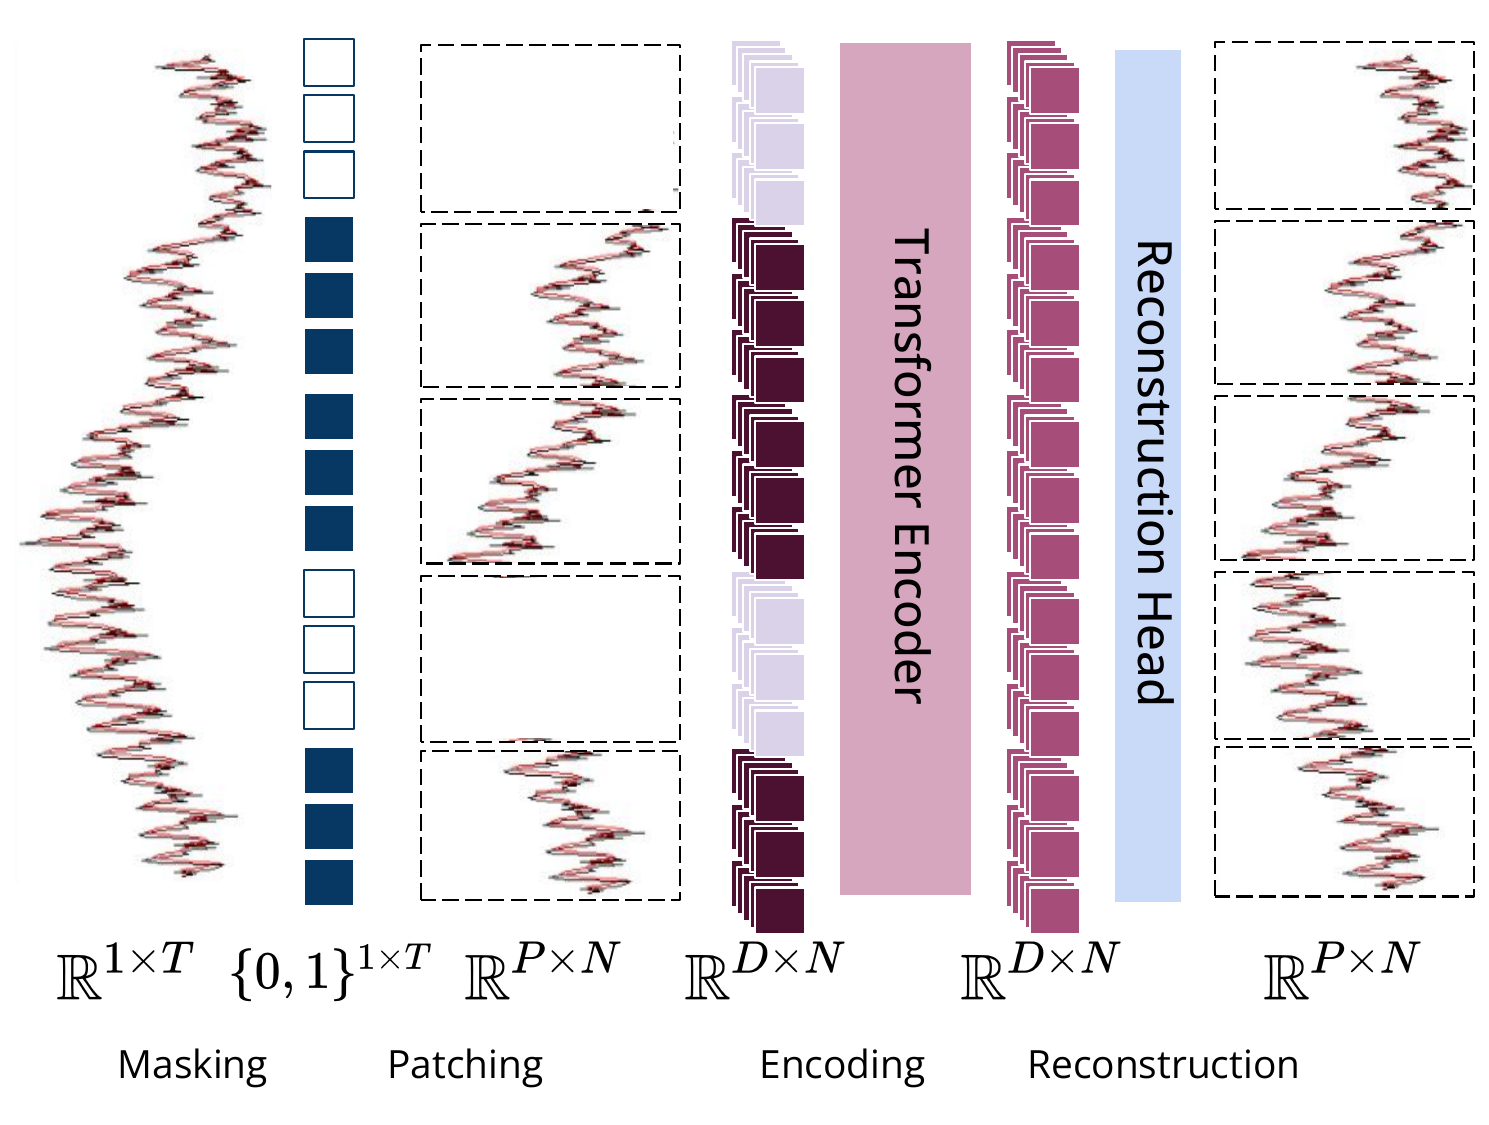 Transformer Encoder
Reconstruction Head
ℝ^{1×T} {0, 1}^{1×T} ℝ^{P×N} ℝ^{D×N} ℝ^{D×N} ℝ^{P×N}
Masking Patching Encoding Reconstruction